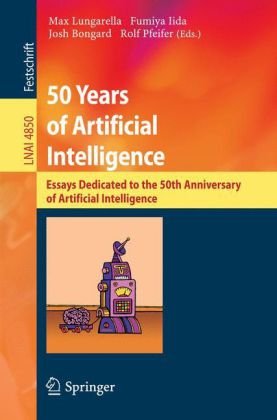 Max Lungarella Fumiya Iida
Josh Bongard Rolf Pfeifer (Eds.)
LNAI 4850
Festschrift
50 Years
of Artificial
Intelligence
Essays Dedicated to the 50th Anniversary
of Artificial Intelligence
Springer